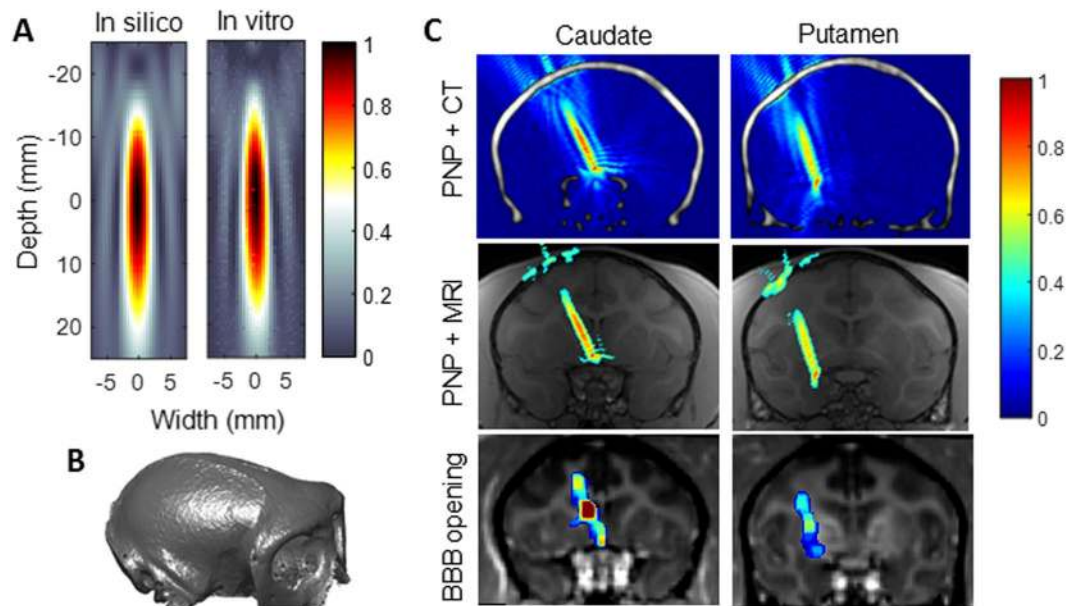 A
In silico
In vitro
Depth (mm)
-20
-10
0
10
20
-5 0 5
-5 0 5
Width (mm)
1
0.8
0.6
0.4
0.2
0
B
C
Caudate
Putamen
PNP + CT
PNP + MRI
BBB opening
1
0.8
0.6
0.4
0.2
0